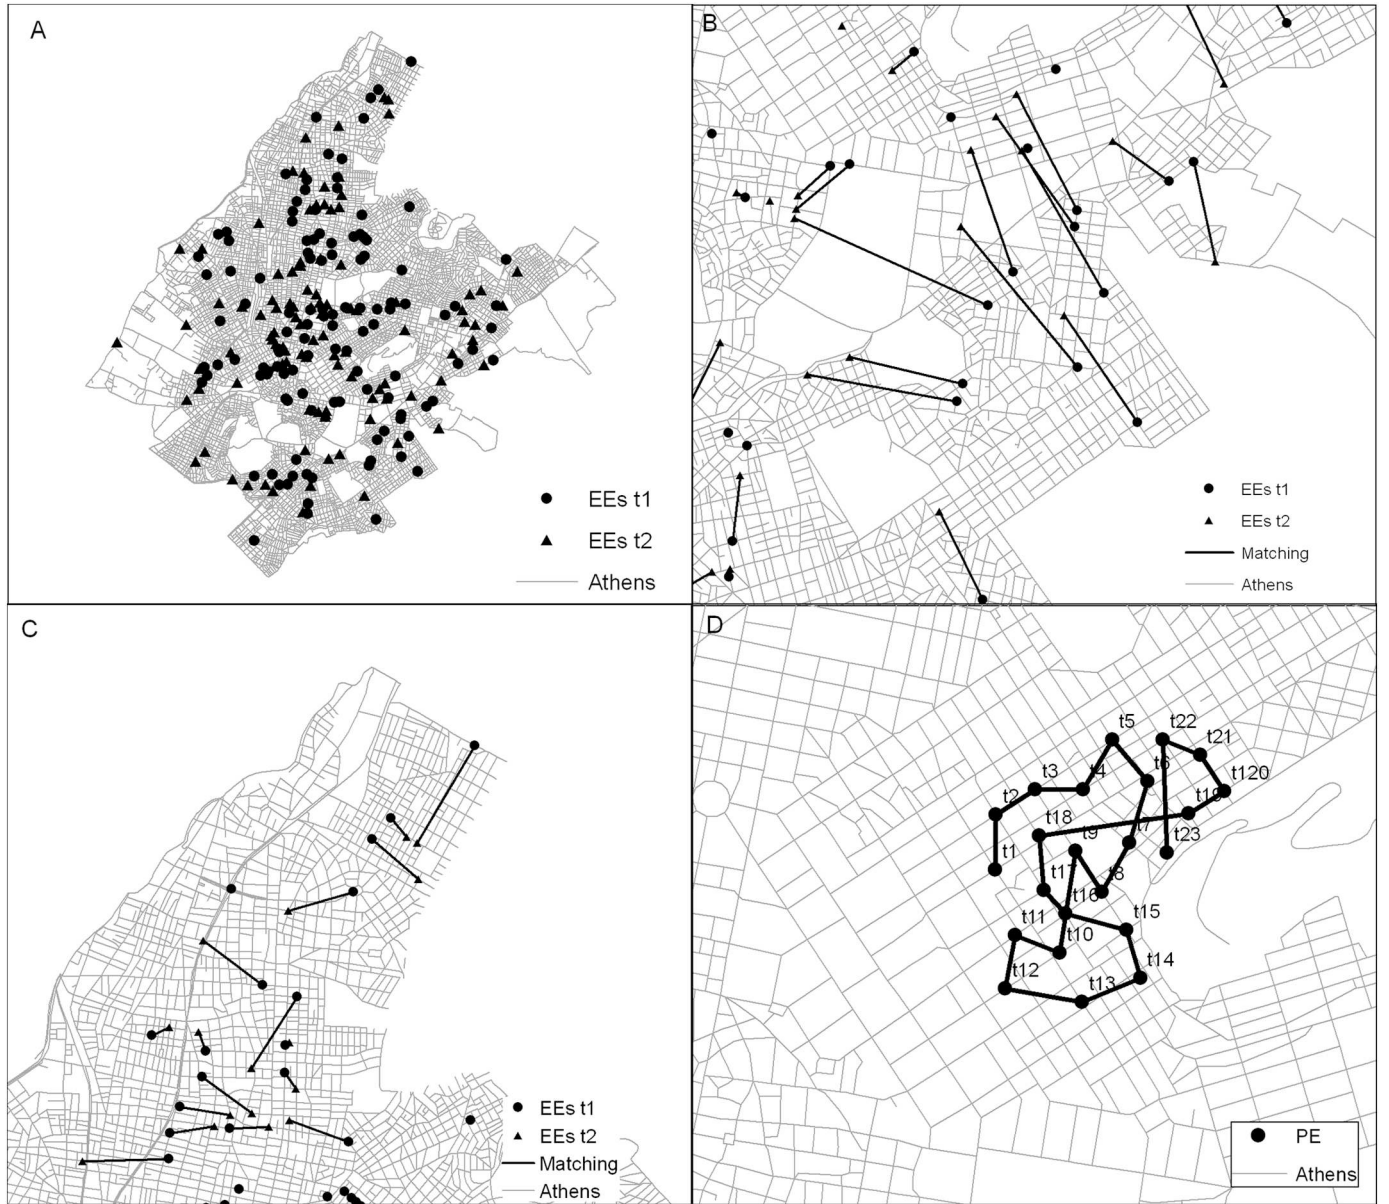 A
EEs t1
EEs t2
Athens
B
EEs t1
EEs t2
Matching
Athens
C
EEs t1
EEs t2
Matching
Athens
D
t5
t22
t21
t3
t4
t6
t120
t2
t19
t18
t9
t7
t23
t1
t17
t8
t16
t11
t15
t10
t12
t14
t13
PE
Athens